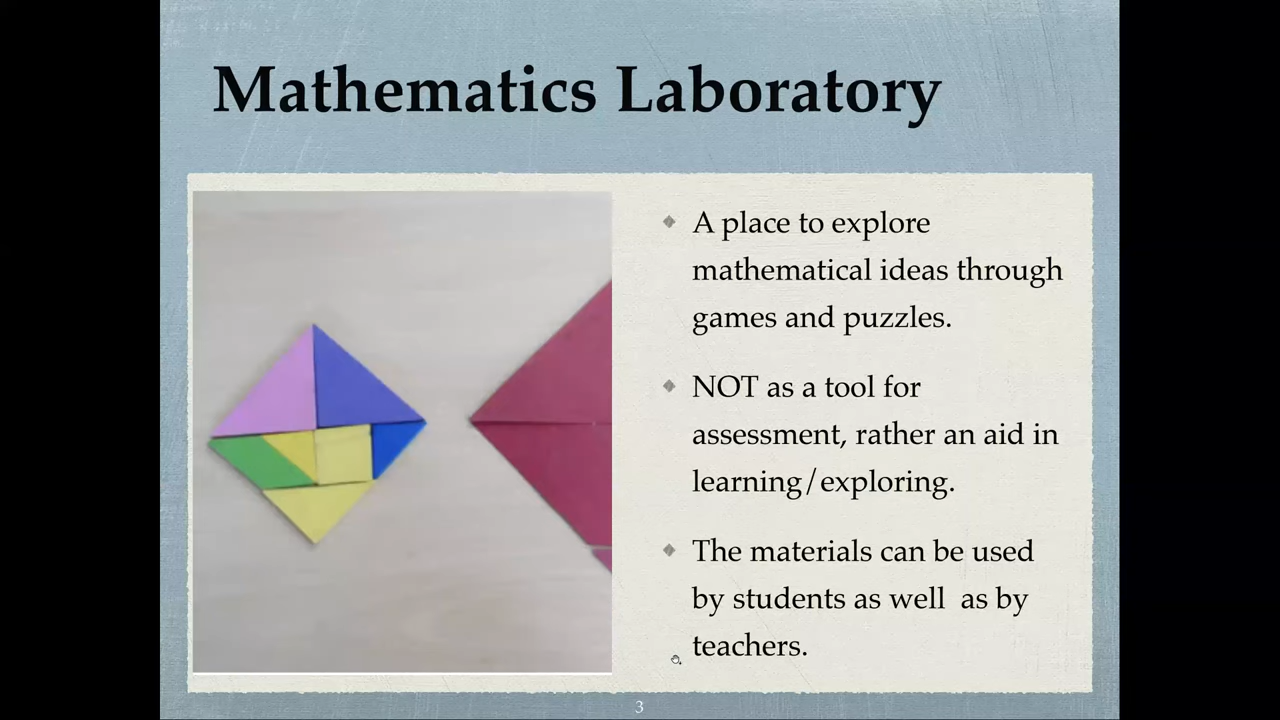 Mathematics Laboratory
A place to explore
mathematical ideas through
games and puzzles.
NOT as a tool for
assessment, rather an aid in
learning/exploring.
The materials can be used
by students as well  as by
teachers.
3